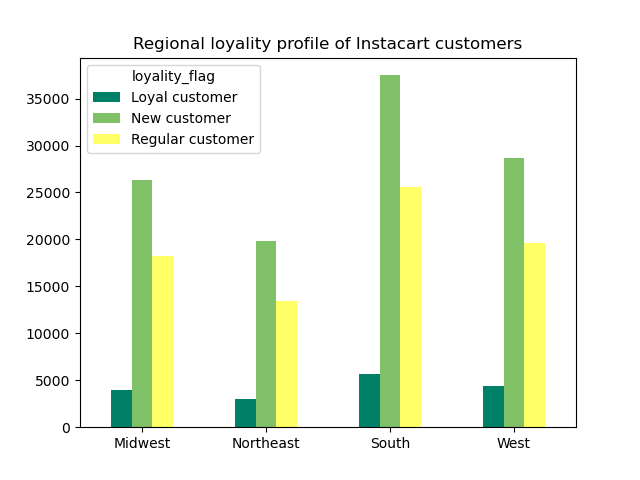 Regional loyality profile of Instacart customers
loyality_flag
Loyal customer
New customer
Regular customer
35000
30000
25000
20000
15000
10000
5000
0
Midwest Northeast South West